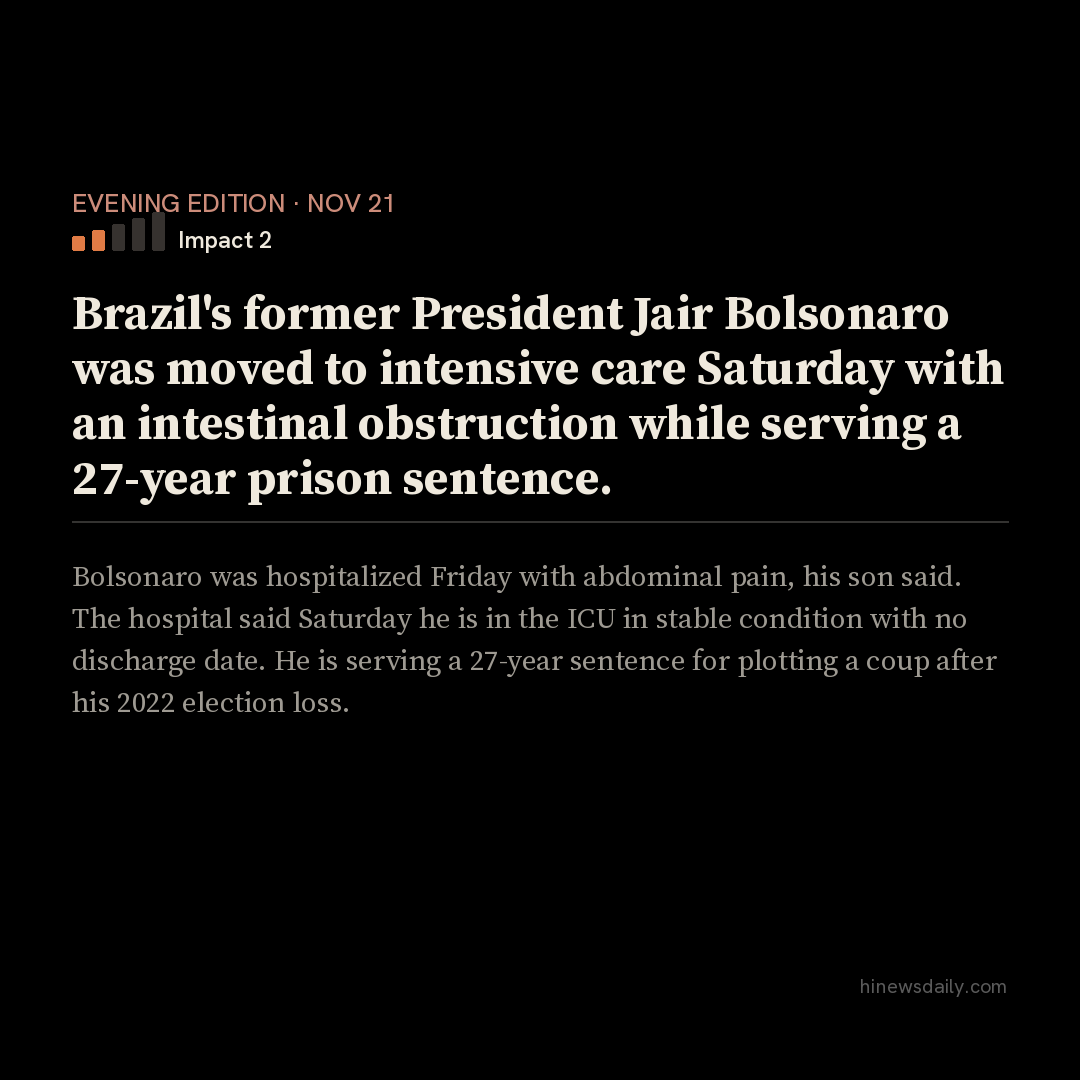 EVENING EDITION · NOV 21
Impact 2
Brazil's former President Jair Bolsonaro
was moved to intensive care Saturday with
an intestinal obstruction while serving a
27-year prison sentence.
Bolsonaro was hospitalized Friday with abdominal pain, his son said.
The hospital said Saturday he is in the ICU in stable condition with no
discharge date. He is serving a 27-year sentence for plotting a coup after
his 2022 election loss.
hinewsdaily.com